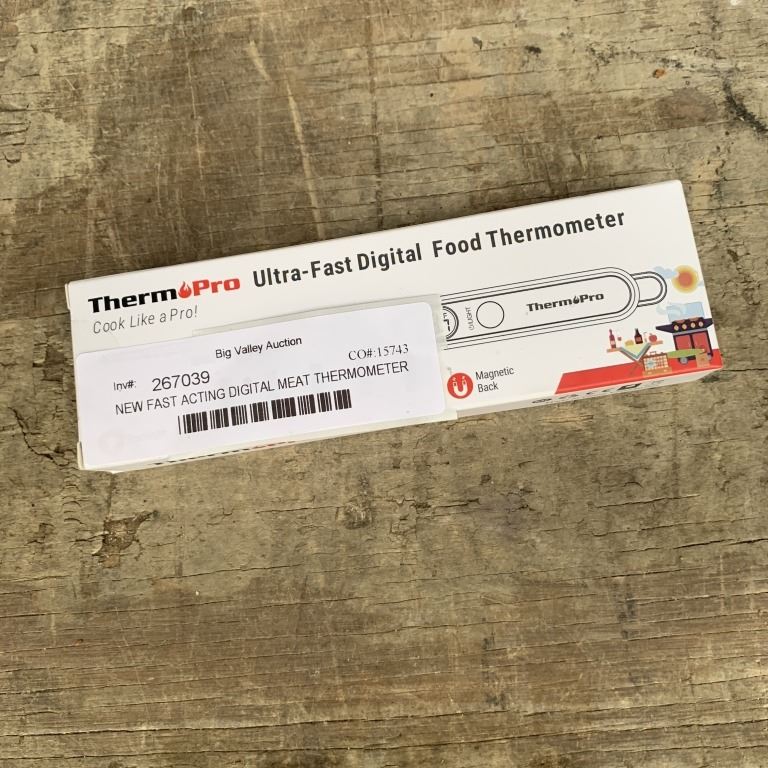 ThermoPro Ultra-Fast Digital Food Thermometer
Cook Like a Pro!
Big Valley Auction
Inv#: 267039 CO#:15743
NEW FAST ACTING DIGITAL MEAT THERMOMETER
LIGHT
ThermoPro
Magnetic
Back